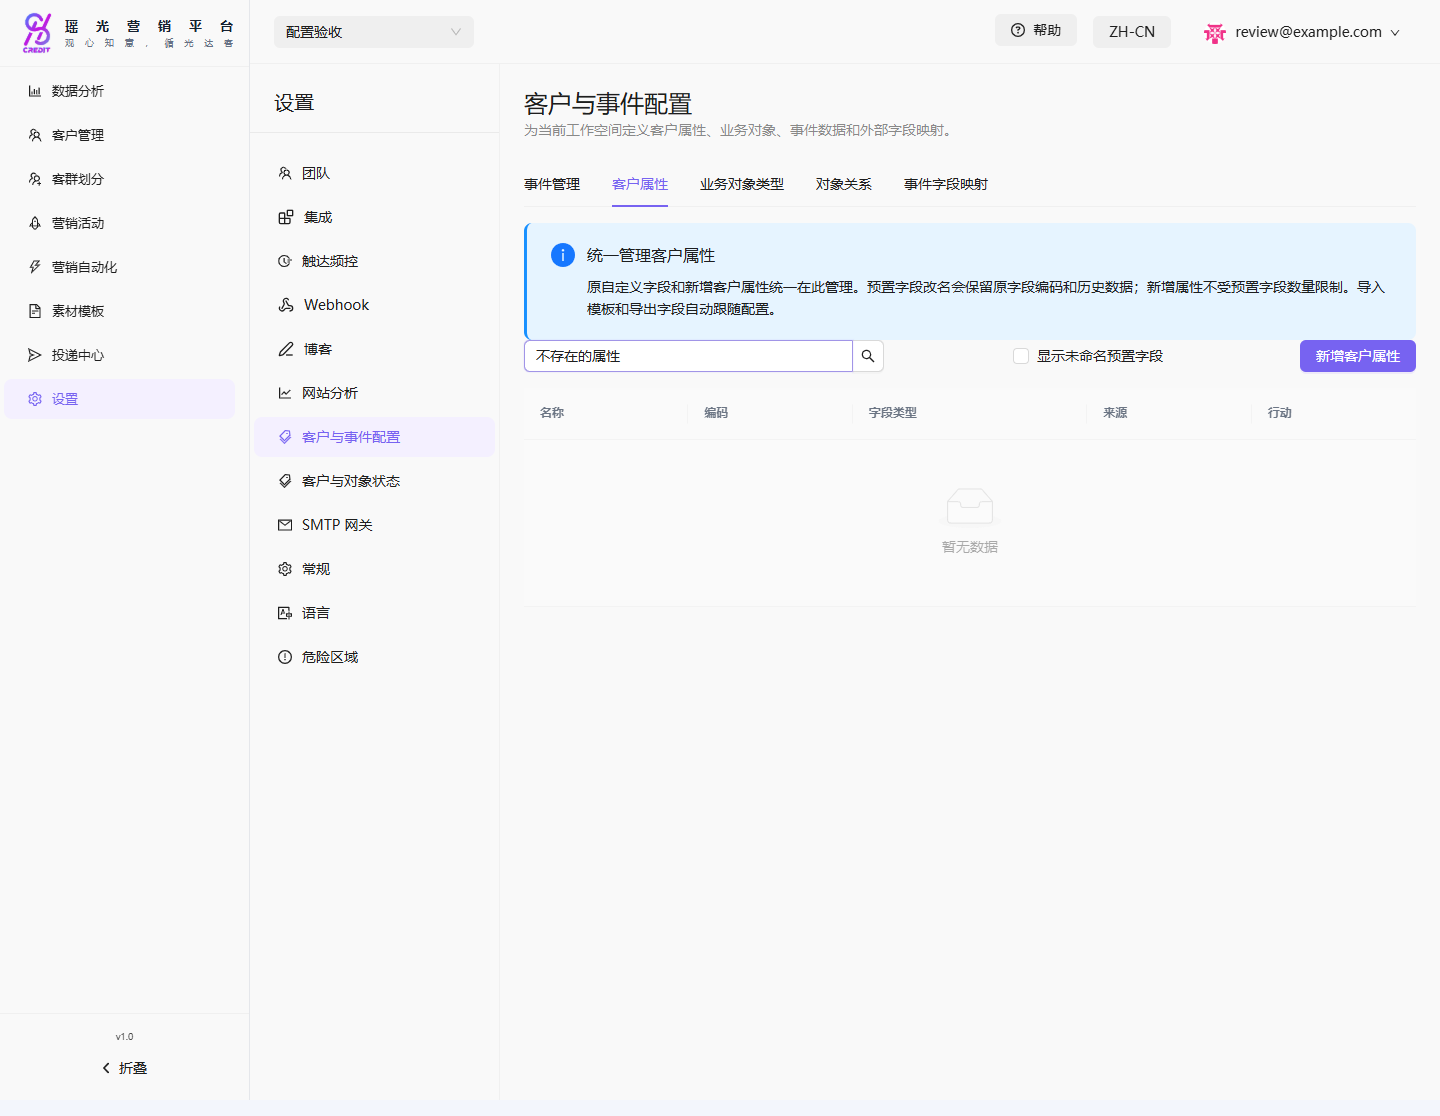 瑶光营销平台
观心知意，循光达客
CREDIT
配置验收
帮助
ZH-CN
review@example.com
数据分析
客户管理
客群划分
营销活动
营销自动化
素材模板
投递中心
设置
v1.0
折叠
设置
团队
集成
触达频控
Webhook
博客
网站分析
客户与事件配置
客户与对象状态
SMTP 网关
常规
语言
危险区域
客户与事件配置
为当前工作空间定义客户属性、业务对象、事件数据和外部字段映射。
事件管理 客户属性 业务对象类型 对象关系 事件字段映射
统一管理客户属性
原自定义字段和新增客户属性统一在此管理。预置字段改名会保留原字段编码和历史数据；新增属性不受预置字段数量限制。导入
模板和导出字段自动跟随配置。
不存在的属性
显示未命名预置字段
新增客户属性
名称 编码 字段类型 来源 行动
暂无数据